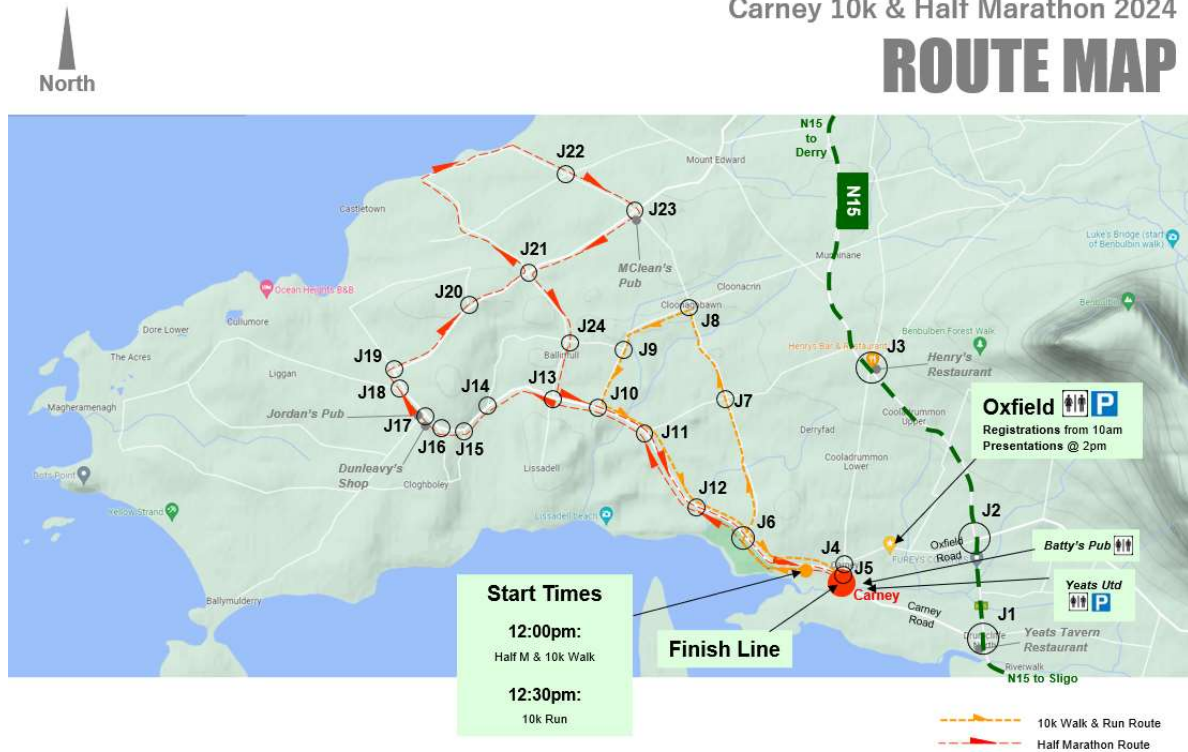 Carney 10k & Half Marathon 2024
ROUTE MAP
North
N15
to
Derry
N15
J22
Mount Edward
J23
Castletown
MClean's
Pub
Luke's Bridge (start
of Benbulbin walk)
J21
Ocean Heights B&B
J20
Cullumore
Dore Lower
Cloonacrin
J8
Benbulben Forest Walk
The Acres
J24
Ballinfull
J9
Henrys Bar & Restaurant
J3
Henry's
Restaurant
J19
Liggan
J18
J14
J13
J10
J7
Magheramenagh
Jordan's Pub
J17
J16
J15
J11
Cooladrummon
Upper
Oxfield
P
Registrations from 10am
Presentations @ 2pm
Derryfad
Cooladrummon
Lower
Dunleavy's
Shop
Cloghboley
Lissadell
Yellow Strand
Lissadell beach
J12
J6
J2
Oxfield
Road
J4
J5
Carney
Batty's Pub
Yeats Utd
P
Carney
Road
J1
Yeats Tavern
Restaurant
Riverwalk
N15 to Sligo
Ballymulderry
Start Times
12:00pm:
Half M & 10k Walk
12:30pm:
10k Run
Finish Line
10k Walk & Run Route
Half Marathon Route